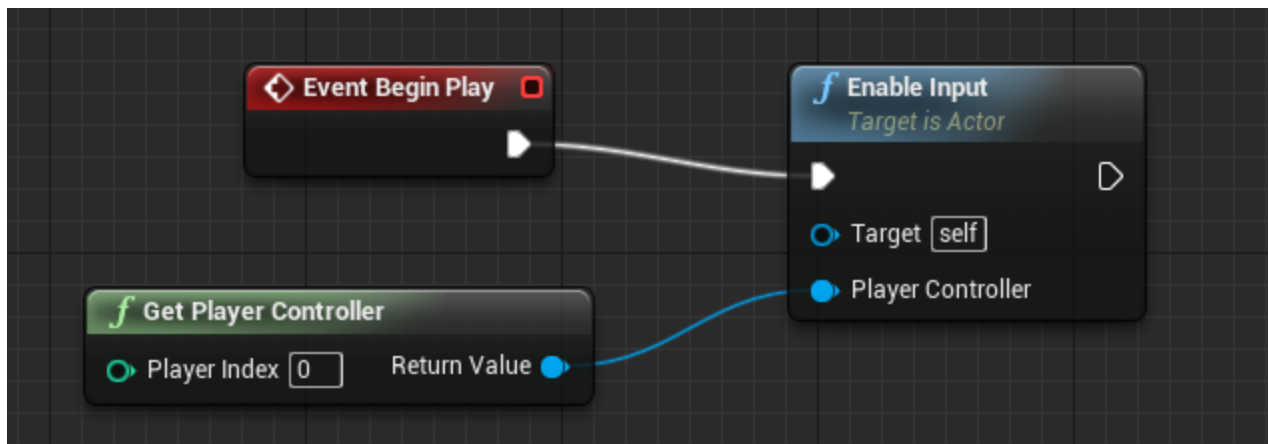 Event Begin Play
f Enable Input
Target is Actor
Target self
Player Controller
f Get Player Controller
Player Index 0 Return Value